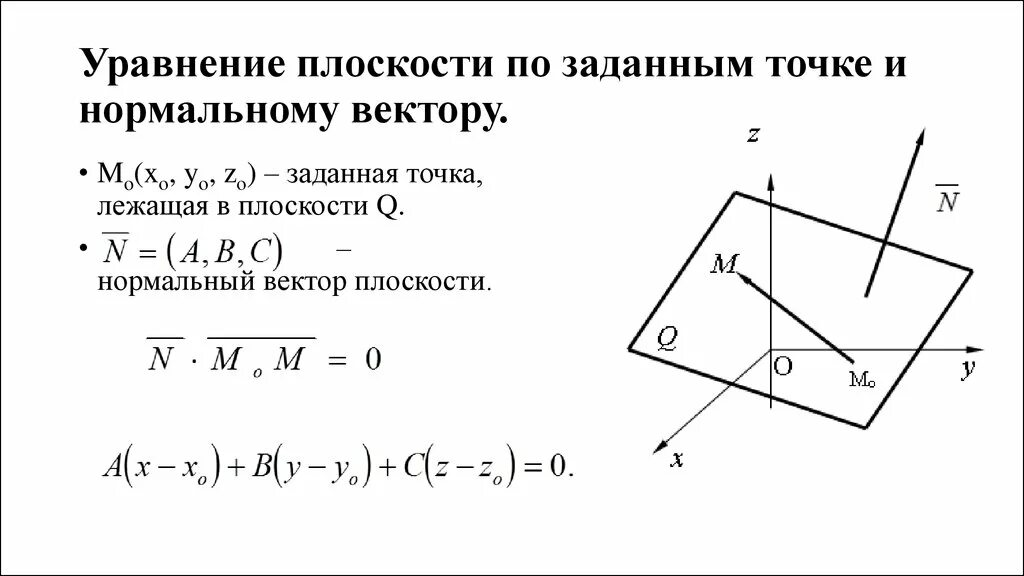 Уравнение плоскости по заданным точке и
нормальному вектору.
• Mₒ(xₒ, yₒ, zₒ) – заданная точка,
лежащая в плоскости Q.
• N̅ = (A, B, C) –
нормальный вектор плоскости.
N̅ · M̅ₒM̅ = 0
A(x − xₒ) + B(y − yₒ) + C(z − zₒ) = 0.
z
N̅
M
Q
O
Mₒ
y
x